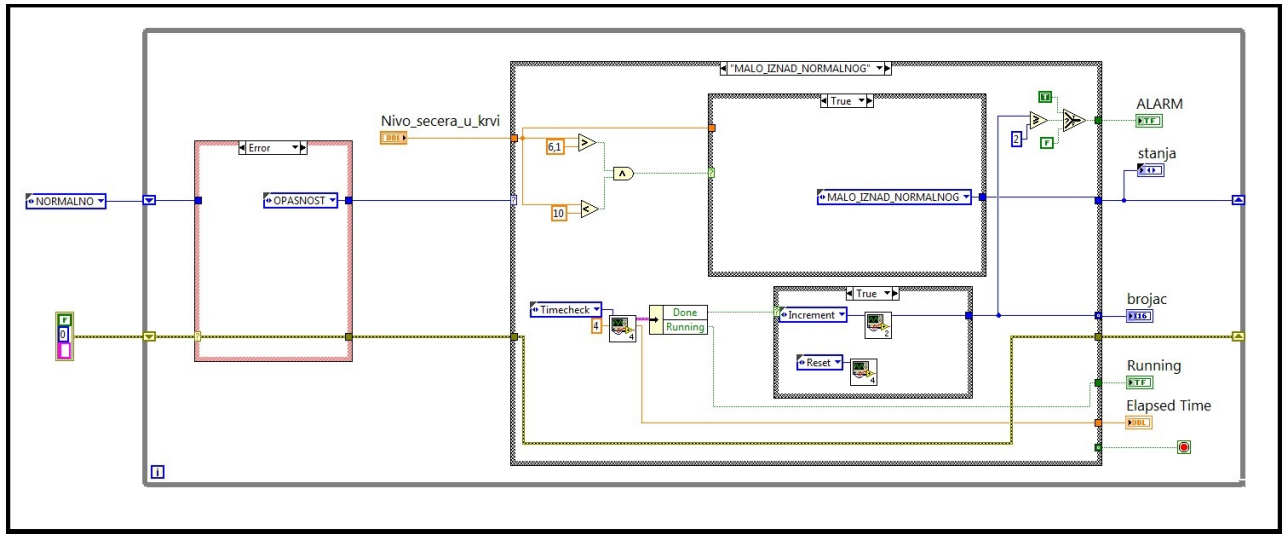 "MALO_IZNAD_NORMALNOG"
True
T
ALARM
TF
Nivo_secera_u_krvi
DBL
6,1
>
2
F
?
stanja
Error
10
<
?
NORMALNO
OPASNOST
?
MALO_IZNAD_NORMALNOG
True
Timecheck
Done
Running
4
4
?
Increment
2
brojac
I16
F
0
?
Reset
4
Running
TF
Elapsed Time
DBL
i